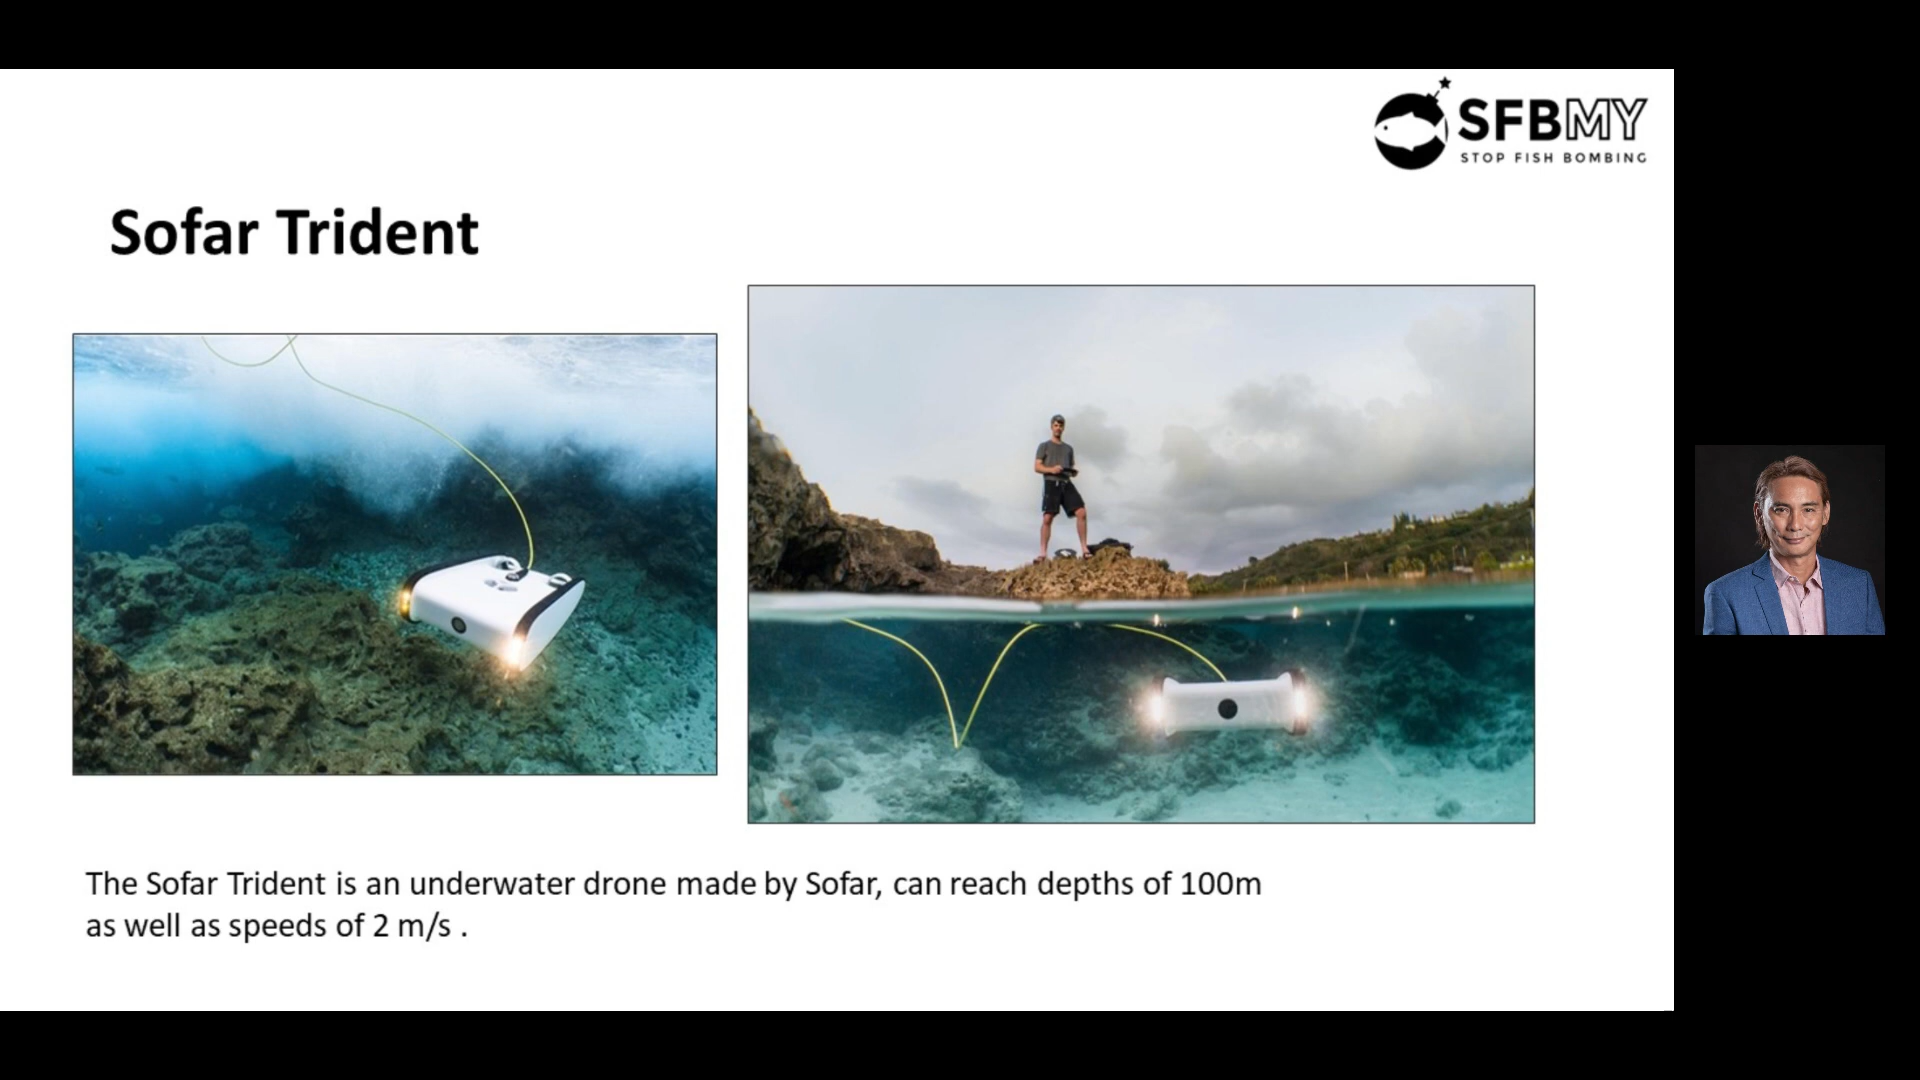 SFBMY
STOP FISH BOMBING
Sofar Trident
The Sofar Trident is an underwater drone made by Sofar, can reach depths of 100m
as well as speeds of 2 m/s .